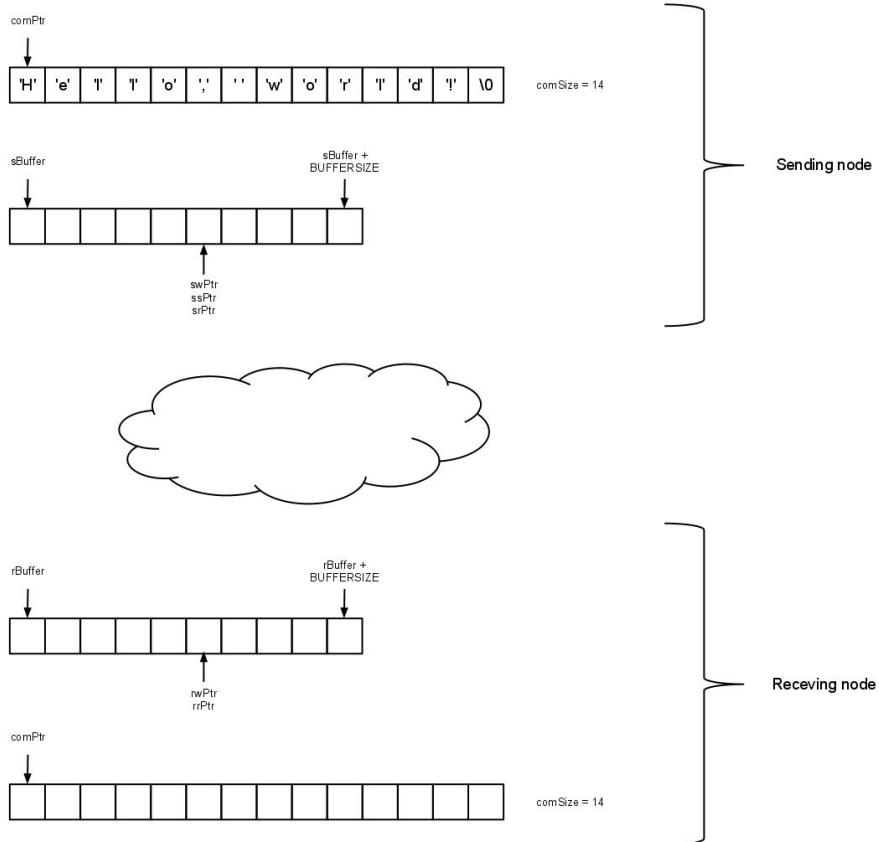 comPtr
'H' 'e' 'l' 'l' 'o' ',' ' ' 'w' 'o' 'r' 'l' 'd' '!' \0
comSize = 14
sBuffer
sBuffer +
BUFFERSIZE
Sending node
swPtr
ssPtr
srPtr
rBuffer
rBuffer +
BUFFERSIZE
rwPtr
rrPtr
Receving node
comPtr
comSize = 14